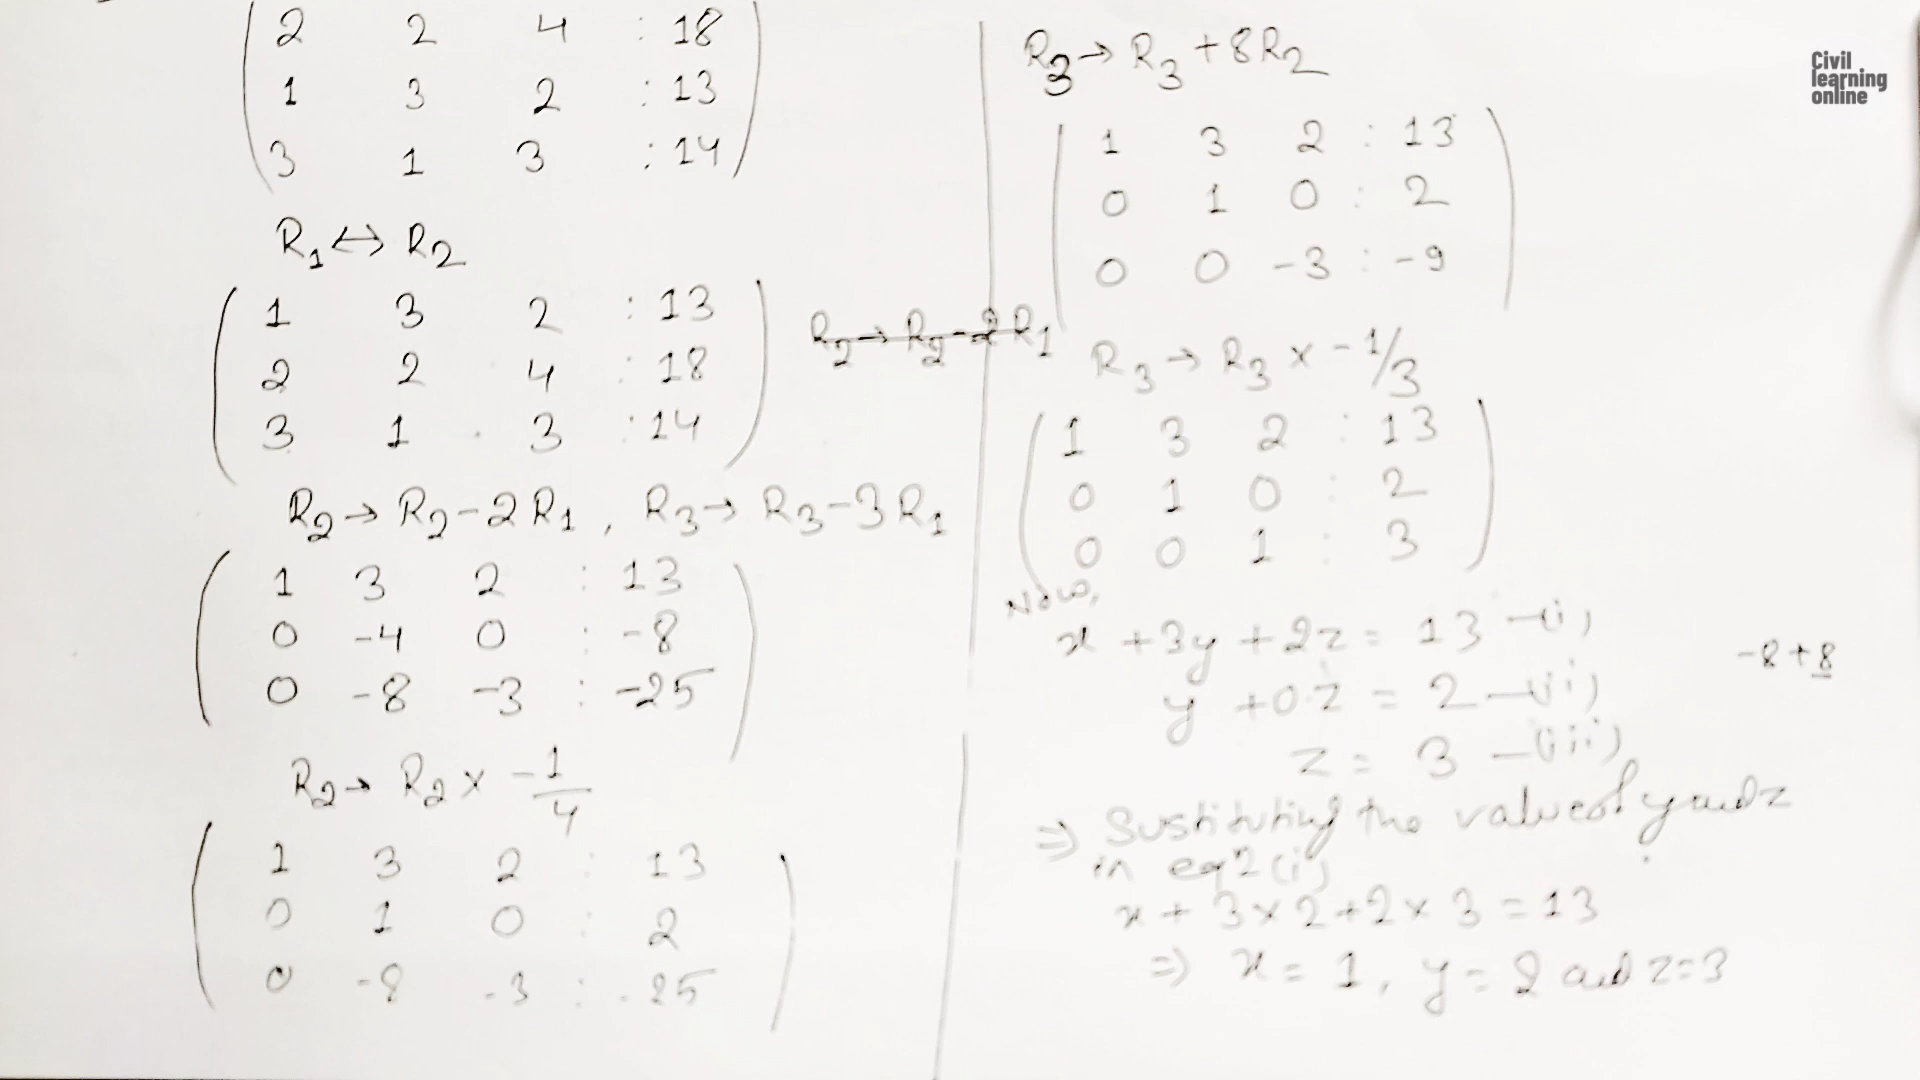 2 2 4 : 18
1 3 2 : 13
3 1 3 : 14
R₁ ↔ R₂
1 3 2 : 13
2 2 4 : 18
3 1 3 : 14
R₂ → R₂ - 2R₁
R₂ → R₂ - 2R₁, R₃ → R₃ - 3R₁
1 3 2 : 13
0 -4 0 : -8
0 -8 -3 : -25
R₂ → R₂ × -1/4
1 3 2 : 13
0 1 0 : 2
0 -8 -3 : -25
R₃ → R₃ + 8R₂
1 3 2 : 13
0 1 0 : 2
0 0 -3 : -9
R₃ → R₃ × -1/3
1 3 2 : 13
0 1 0 : 2
0 0 1 : 3
Now,
x + 3y + 2z = 13 -(i)
y + 0.z = 2 -(ii)
z = 3 -(iii)
⇒ Sustituting the value of y and z
in eqn (i)
x + 3×2 + 2×3 = 13
⇒ x = 1, y = 2 and z = 3
-8+8
Civil
learning
online